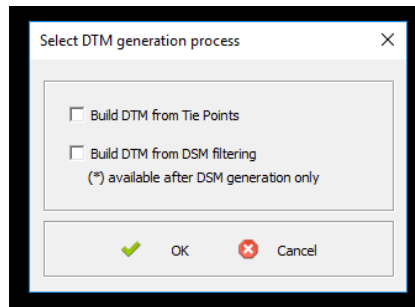 Select DTM generation process
Build DTM from Tie Points
Build DTM from DSM filtering
(*) available after DSM generation only
OK Cancel